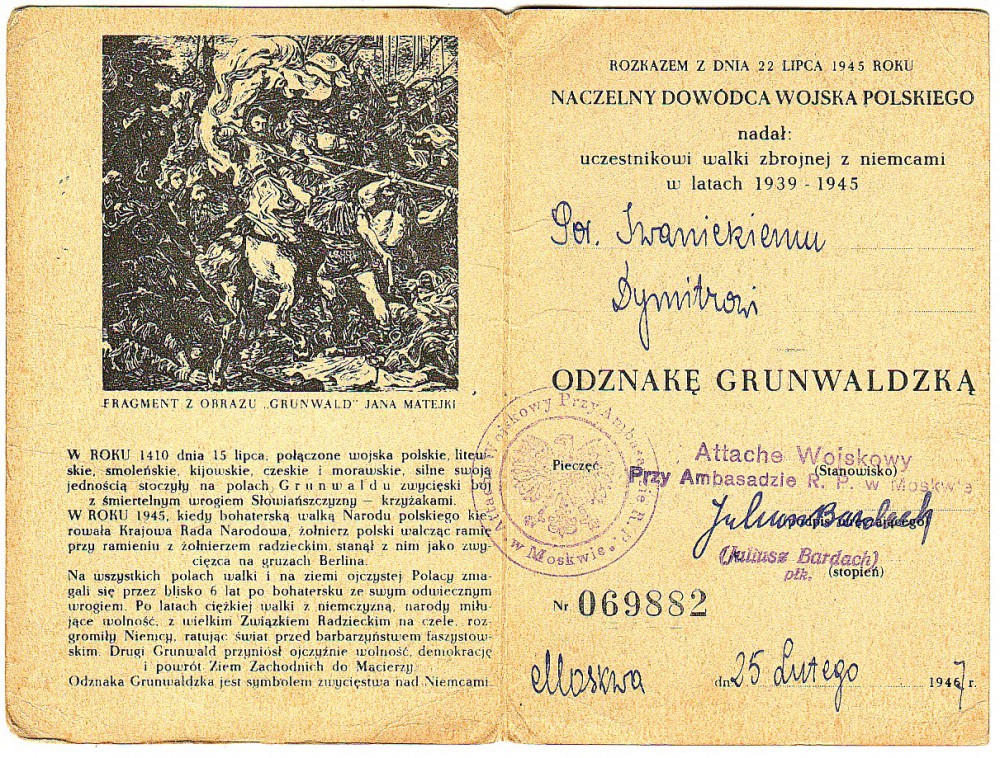 FRAGMENT Z OBRAZU „GRUNWALD" JANA MATEJKI
W ROKU 1410 dnia 15 lipca, połączone wojska polskie, litew-
skie, smoleńskie, kijowskie, czeskie i morawskie, silne swoją
jednością stoczyły na polach Grunwaldu zwycięski bój
z śmiertelnym wrogiem Słowiańszczyzny — krzyżakami.
W ROKU 1945, kiedy bohaterską walką Narodu polskiego kie-
rowała Krajowa Rada Narodowa, żołnierz polski walcząc ramię
przy ramieniu z żołnierzem radzieckim, stanął z nim jako zwy-
cięzca na gruzach Berlina.
Na wszystkich polach walki i na ziemi ojczystej Polacy zma-
gali się przez blisko 6 lat po bohatersku ze swym odwiecznym
wrogiem. Po latach ciężkiej walki z niemczyzną, narody miłu-
jące wolność, z wielkim Związkiem Radzieckim na czele, roz-
gromiły Niemcy, ratując świat przed barbarzyństwem faszystow-
skim. Drugi Grunwald przyniósł ojczyźnie wolność, demokrację
i powrót Ziem Zachodnich do Macierzy.
Odznaka Grunwaldzka jest symbolem zwycięstwa nad Niemcami.
ROZKAZEM Z DNIA 22 LIPCA 1945 ROKU
NACZELNY DOWÓDCA WOJSKA POLSKIEGO
nadał:
uczestnikowi walki zbrojnej z niemcami
w latach 1939 - 1945
Por. Iwanickiemu
Dymitrowi
ODZNAKĘ GRUNWALDZKĄ
Attache Wojskowy Przy Ambasadzie R. P. w Moskwie
Pieczęć
Attache Wojskowy
(Stanowisko)
Przy Ambasadzie R. P. w Moskwie
Juliusz Bardach
(Juliusz Bardach)
płk. (stopień)
Nr 069882
Moskwa dn. 25 Lutego 1947 r.